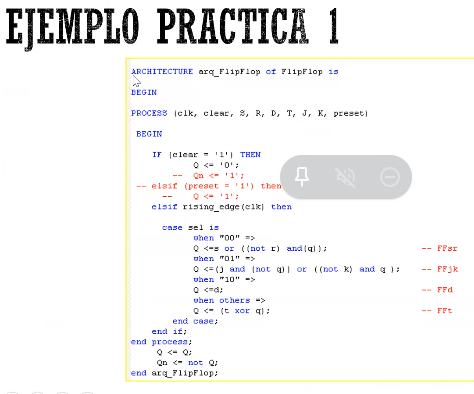 EJEMPLO PRACTICA 1
ARCHITECTURE arq_FlipFlop of FlipFlop is
BEGIN
PROCESS (clk, clear, S, R, D, T, J, K, preset)
BEGIN
IF (clear = '1') THEN
Q <= '0';
-- Qn <= '1';
-- elsif (preset = '1') then
-- Q <= '1';
elsif rising_edge(clk) then
case sel is
when "00" =>
Q <=s or ((not r) and(q)); -- FFsr
when "01" =>
Q <=(j and (not q)) or ((not k) and q ); -- FFjk
when "10" =>
Q <=d; -- FFd
when others =>
Q <= (t xor q); -- FFt
end case;
end if;
end process;
Q <= Q;
Qn <= not Q;
end arq_FlipFlop;